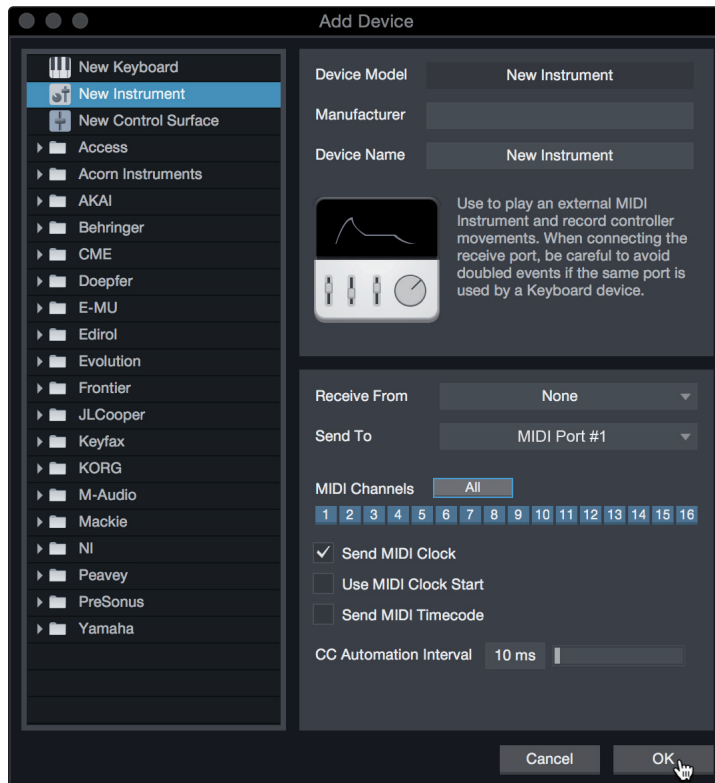 Add Device
New Keyboard
New Instrument
New Control Surface
Access
Acorn Instruments
AKAI
Behringer
CME
Doepfer
E-MU
Edirol
Evolution
Frontier
JLCooper
Keyfax
KORG
M-Audio
Mackie
NI
Peavey
PreSonus
Yamaha
Device Model New Instrument
Manufacturer
Device Name New Instrument
Use to play an external MIDI
Instrument and record controller
movements. When connecting the
receive port, be careful to avoid
doubled events if the same port is
used by a Keyboard device.
Receive From None
Send To MIDI Port #1
MIDI Channels All
1 2 3 4 5 6 7 8 9 10 11 12 13 14 15 16
Send MIDI Clock
Use MIDI Clock Start
Send MIDI Timecode
CC Automation Interval 10 ms
Cancel OK